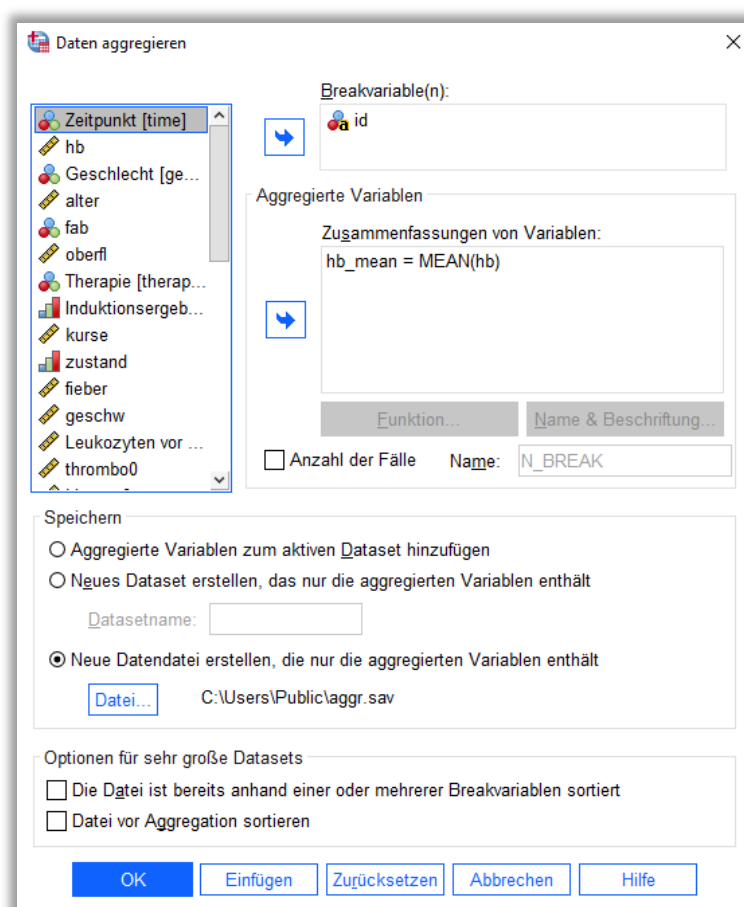 Daten aggregieren
Breakvariable(n):
id
Zeitpunkt [time]
hb
Geschlecht [ge...
alter
fab
oberfl
Therapie [therap...
Induktionsergeb...
kurse
zustand
fieber
geschw
Leukozyten vor ...
thrombo0
Aggregierte Variablen
Zusammenfassungen von Variablen:
hb_mean = MEAN(hb)
Funktion...
Name & Beschriftung...
Anzahl der Fälle Name: N_BREAK
Speichern
Aggregierte Variablen zum aktiven Dataset hinzufügen
Neues Dataset erstellen, das nur die aggregierten Variablen enthält
Datasetname:
Neue Datendatei erstellen, die nur die aggregierten Variablen enthält
Datei... C:\Users\Public\aggr.sav
Optionen für sehr große Datasets
Die Datei ist bereits anhand einer oder mehrerer Breakvariablen sortiert
Datei vor Aggregation sortieren
OK Einfügen Zurücksetzen Abbrechen Hilfe